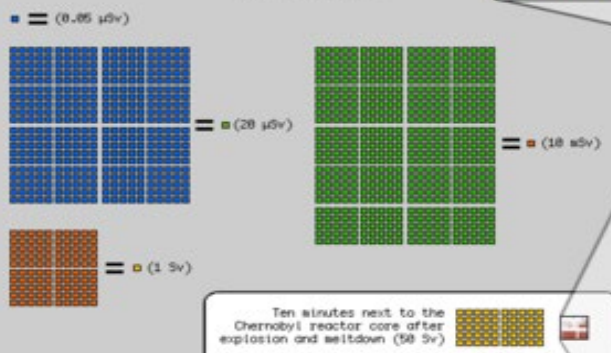 = (0.05 μSv)
= (20 μSv)
= (10 mSv)
= (1 Sv)
Ten minutes next to the
Chernobyl reactor core after
explosion and meltdown (50 Sv)